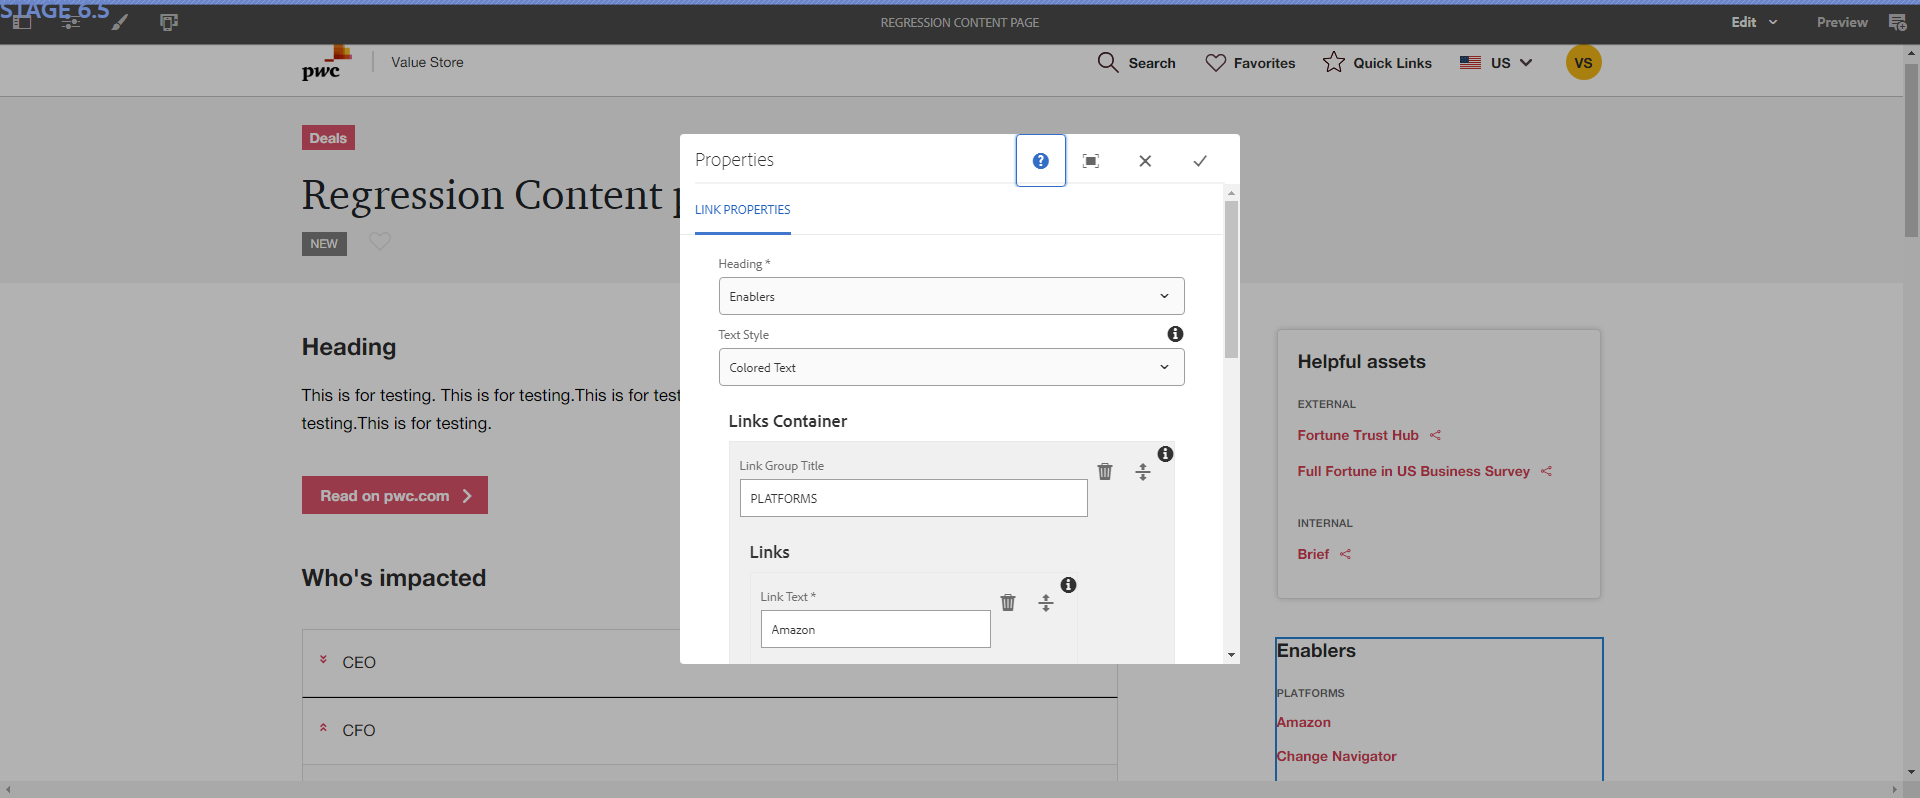 STAGE 6.5
REGRESSION CONTENT PAGE
Edit
Preview
pwc
Value Store
Search
Favorites
Quick Links
US
VS
Deals
Regression Content p
NEW
Heading
This is for testing. This is for testing.This is for test
testing.This is for testing.
Read on pwc.com
Who's impacted
CEO
CFO
Properties
LINK PROPERTIES
Heading *
Enablers
Text Style
Colored Text
Links Container
Link Group Title
PLATFORMS
Links
Link Text *
Amazon
Helpful assets
EXTERNAL
Fortune Trust Hub
Full Fortune in US Business Survey
INTERNAL
Brief
Enablers
PLATFORMS
Amazon
Change Navigator